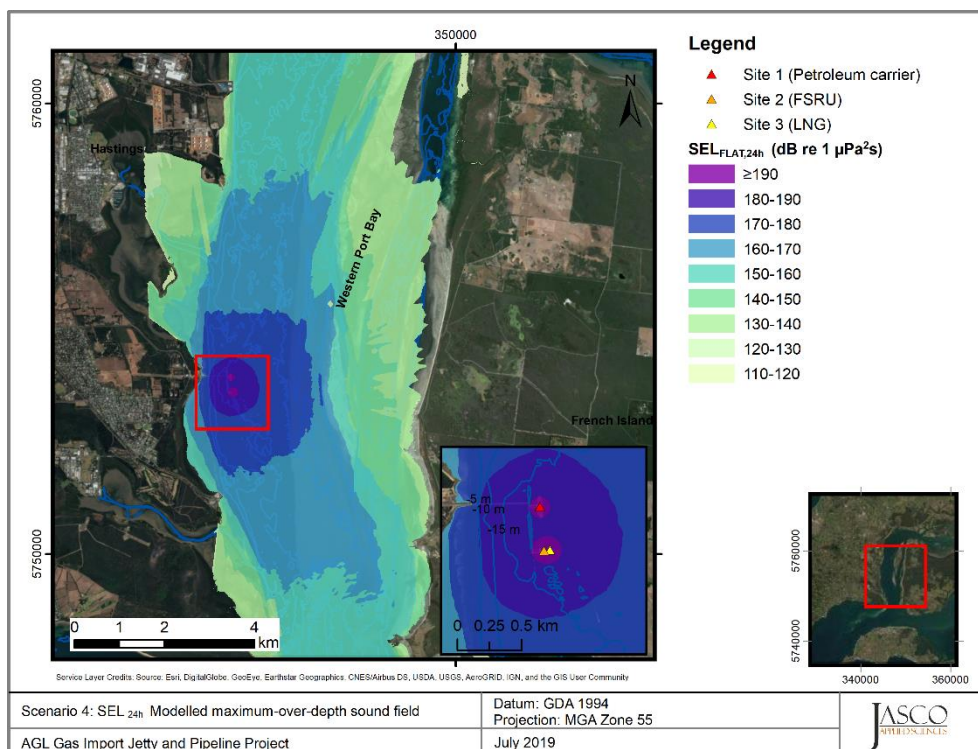 350000
5760000
5750000
N
Hastings
Western Port Bay
French Island
-5 m
-10 m
-15 m
0 1 2 4
km
0 0.25 0.5 km
Legend
Site 1 (Petroleum carrier)
Site 2 (FSRU)
Site 3 (LNG)
SELFLAT,24h (dB re 1 µPa²s)
≥190
180-190
170-180
160-170
150-160
140-150
130-140
120-130
110-120
5760000
5740000
340000 360000
Service Layer Credits: Source: Esri, DigitalGlobe, GeoEye, Earthstar Geographics, CNES/Airbus DS, USDA, USGS, AeroGRID, IGN, and the GIS User Community
Scenario 4: SEL 24h Modelled maximum-over-depth sound field
Datum: GDA 1994
Projection: MGA Zone 55
AGL Gas Import Jetty and Pipeline Project
July 2019
JASCO
APPLIED SCIENCES